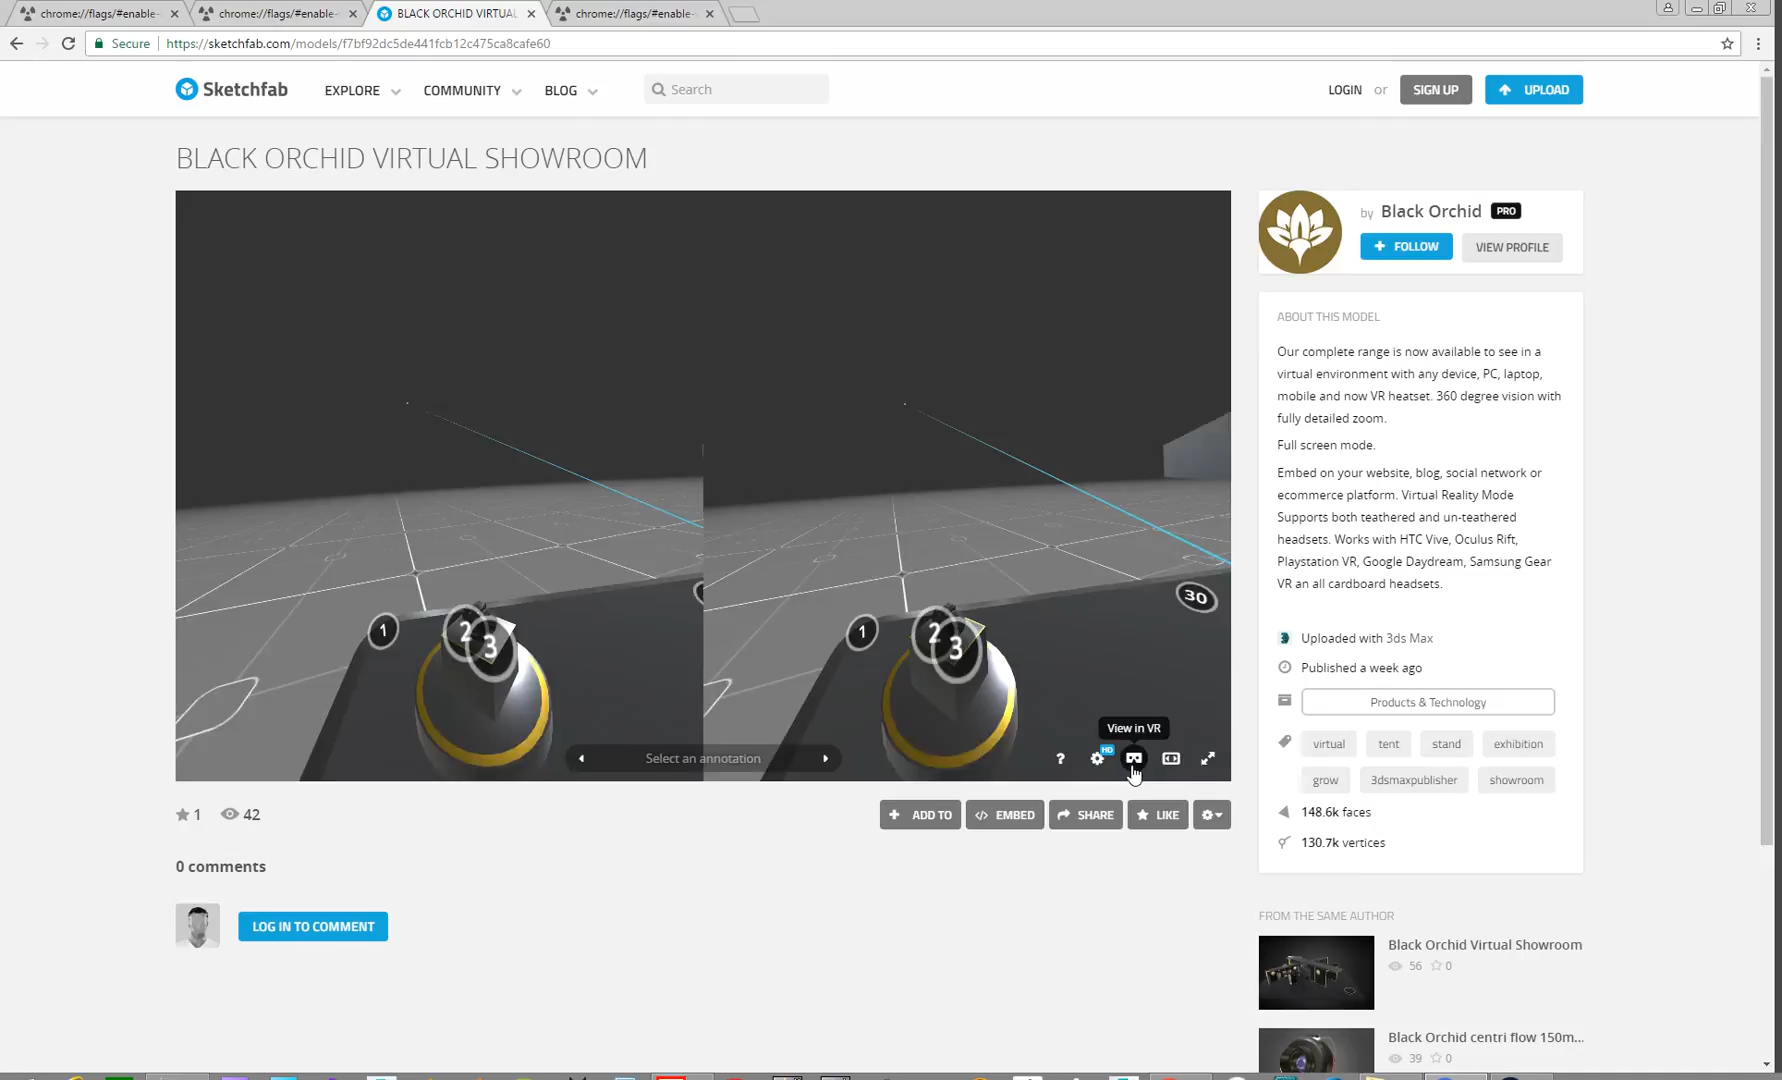 chrome://flags/#enable-
chrome://flags/#enable-
BLACK ORCHID VIRTUAL
chrome://flags/#enable-
Secure
https://sketchfab.com/models/f7bf92dc5de441fcb12c475ca8cafe60
Sketchfab
EXPLORE
COMMUNITY
BLOG
Search
LOGIN or
SIGN UP
UPLOAD
BLACK ORCHID VIRTUAL SHOWROOM
1
2
3
1
2
3
30
View in VR
Select an annotation
?
HD
by Black Orchid PRO
+ FOLLOW
VIEW PROFILE
ABOUT THIS MODEL
Our complete range is now available to see in a
virtual environment with any device, PC, laptop,
mobile and now VR heatset. 360 degree vision with
fully detailed zoom.
Full screen mode.
Embed on your website, blog, social network or
ecommerce platform. Virtual Reality Mode
Supports both teathered and un-teathered
headsets. Works with HTC Vive, Oculus Rift,
Playstation VR, Google Daydream, Samsung Gear
VR an all cardboard headsets.
Uploaded with 3ds Max
Published a week ago
Products & Technology
virtual
tent
stand
exhibition
grow
3dsmaxpublisher
showroom
148.6k faces
130.7k vertices
1
42
+ ADD TO
</> EMBED
SHARE
LIKE
0 comments
LOG IN TO COMMENT
FROM THE SAME AUTHOR
Black Orchid Virtual Showroom
56
0
Black Orchid centri flow 150m...
39
0